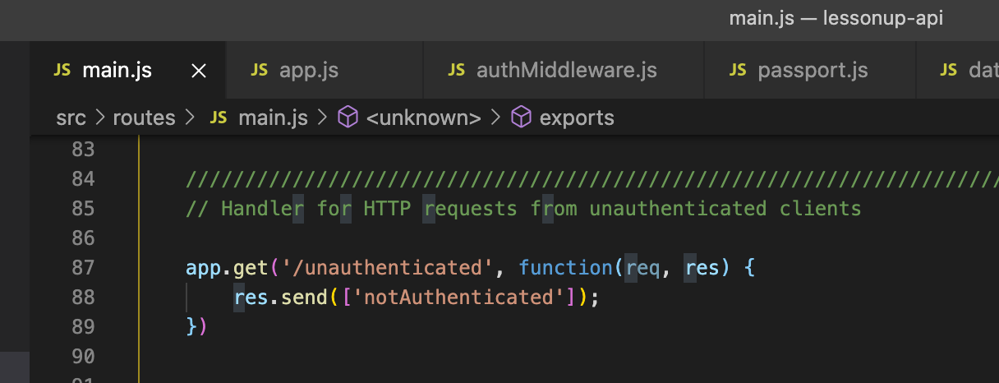 main.js — lessonup-api
JS main.js × JS app.js JS authMiddleware.js JS passport.js JS dat
src > routes > JS main.js > <unknown> > exports
83
84 ////////////////////////////////////////////////////////////////////
85 // Handler for HTTP requests from unauthenticated clients
86
87 app.get('/unauthenticated', function(req, res) {
88 res.send(['notAuthenticated']);
89 })
90
91